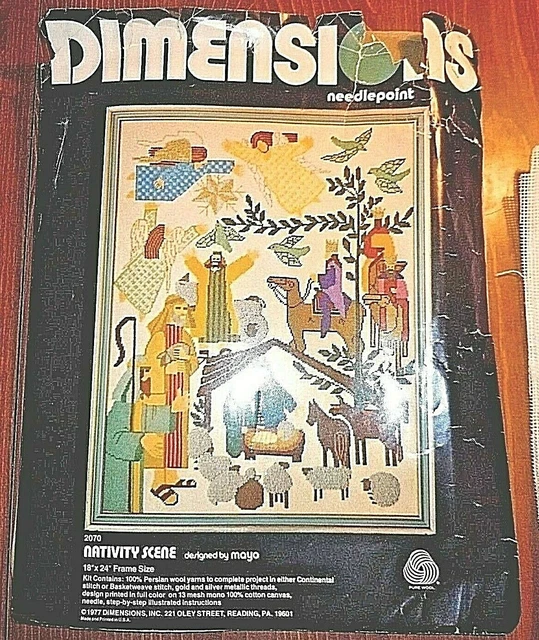 DIMENSIONS
needlepoint
2070
NATIVITY SCENE designed by mayo
18"x 24" Frame Size
Kit Contains: 100% Persian wool yarns to complete project in either Continental
stitch or Basketweave stitch, gold and silver metallic threads,
design printed in full color on 13 mesh mono 100% cotton canvas,
needle, step-by-step illustrated instructions
©1977 DIMENSIONS, INC. 221 OLEY STREET, READING, PA. 19601
Made and Printed in U.S.A.
PURE WOOL